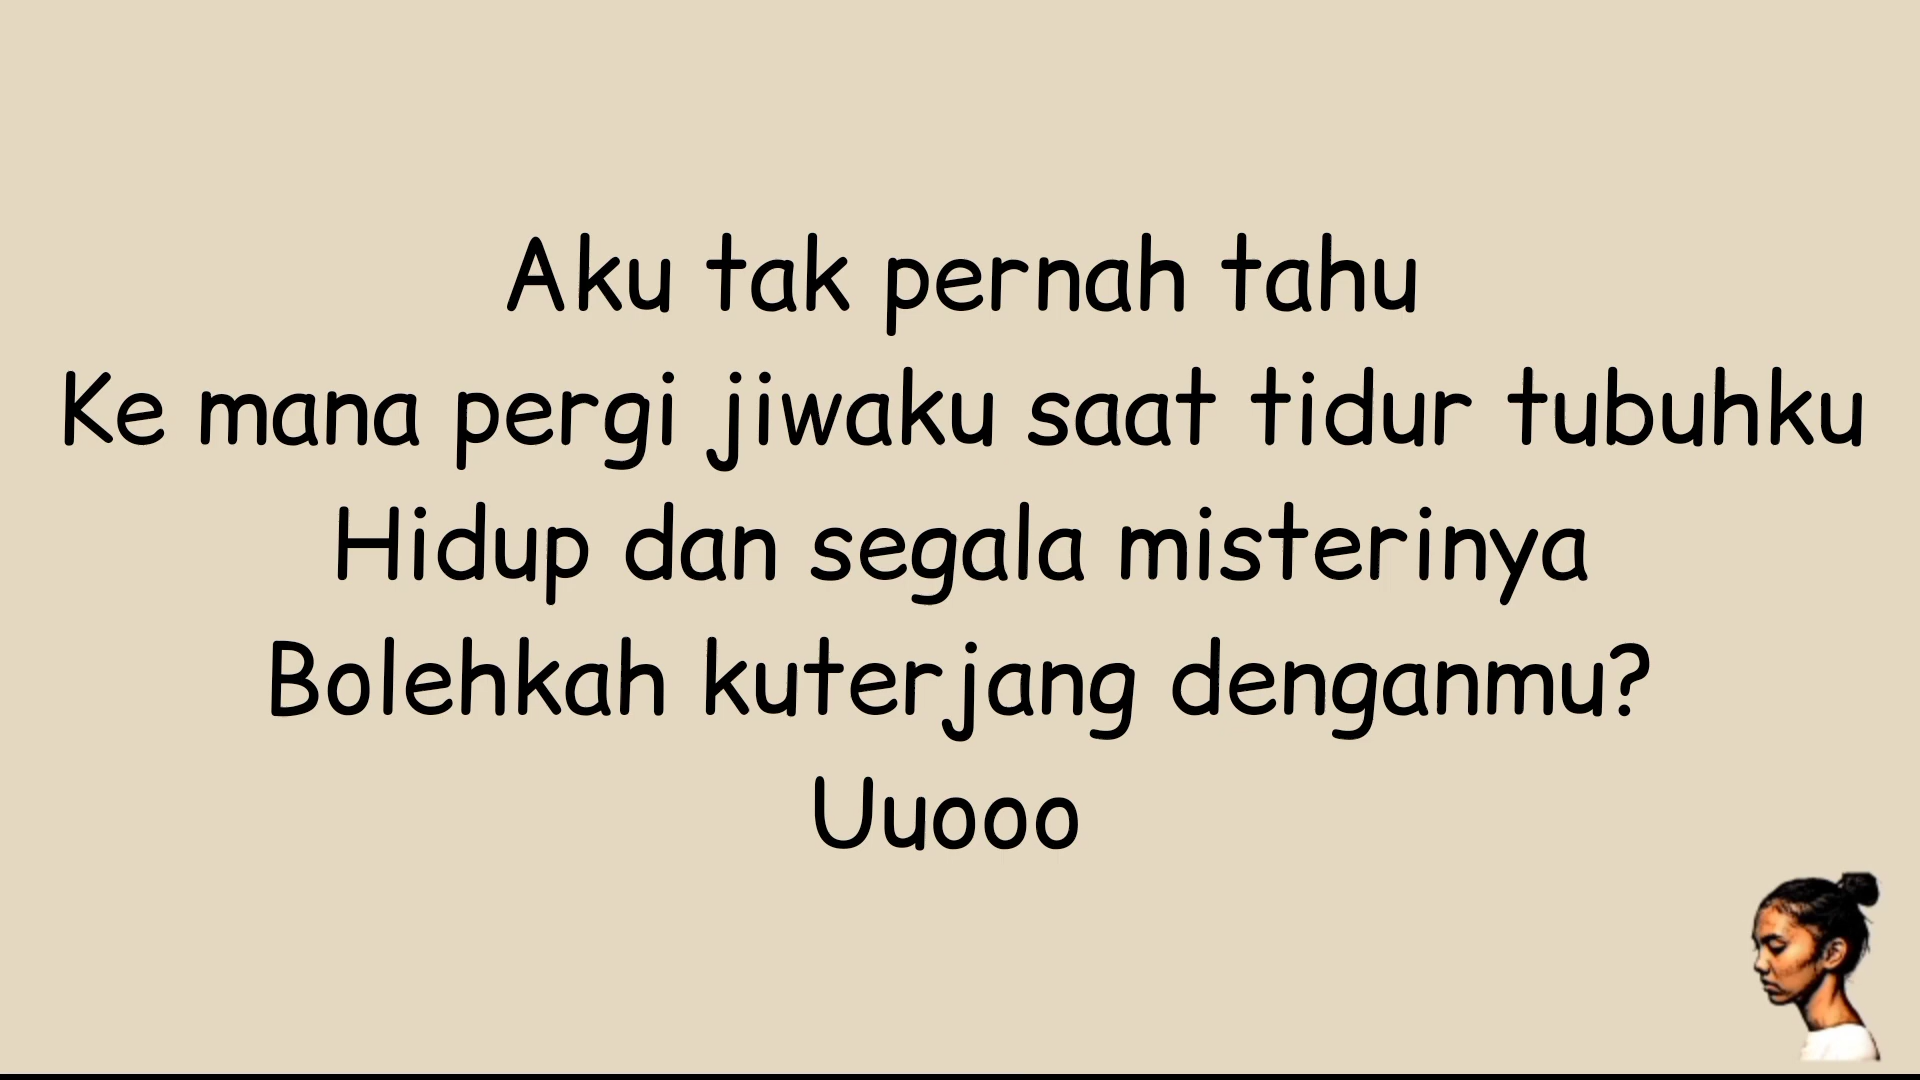 Aku tak pernah tahu
Ke mana pergi jiwaku saat tidur tubuhku
Hidup dan segala misterinya
Bolehkah kuterjang denganmu?
Uuooo